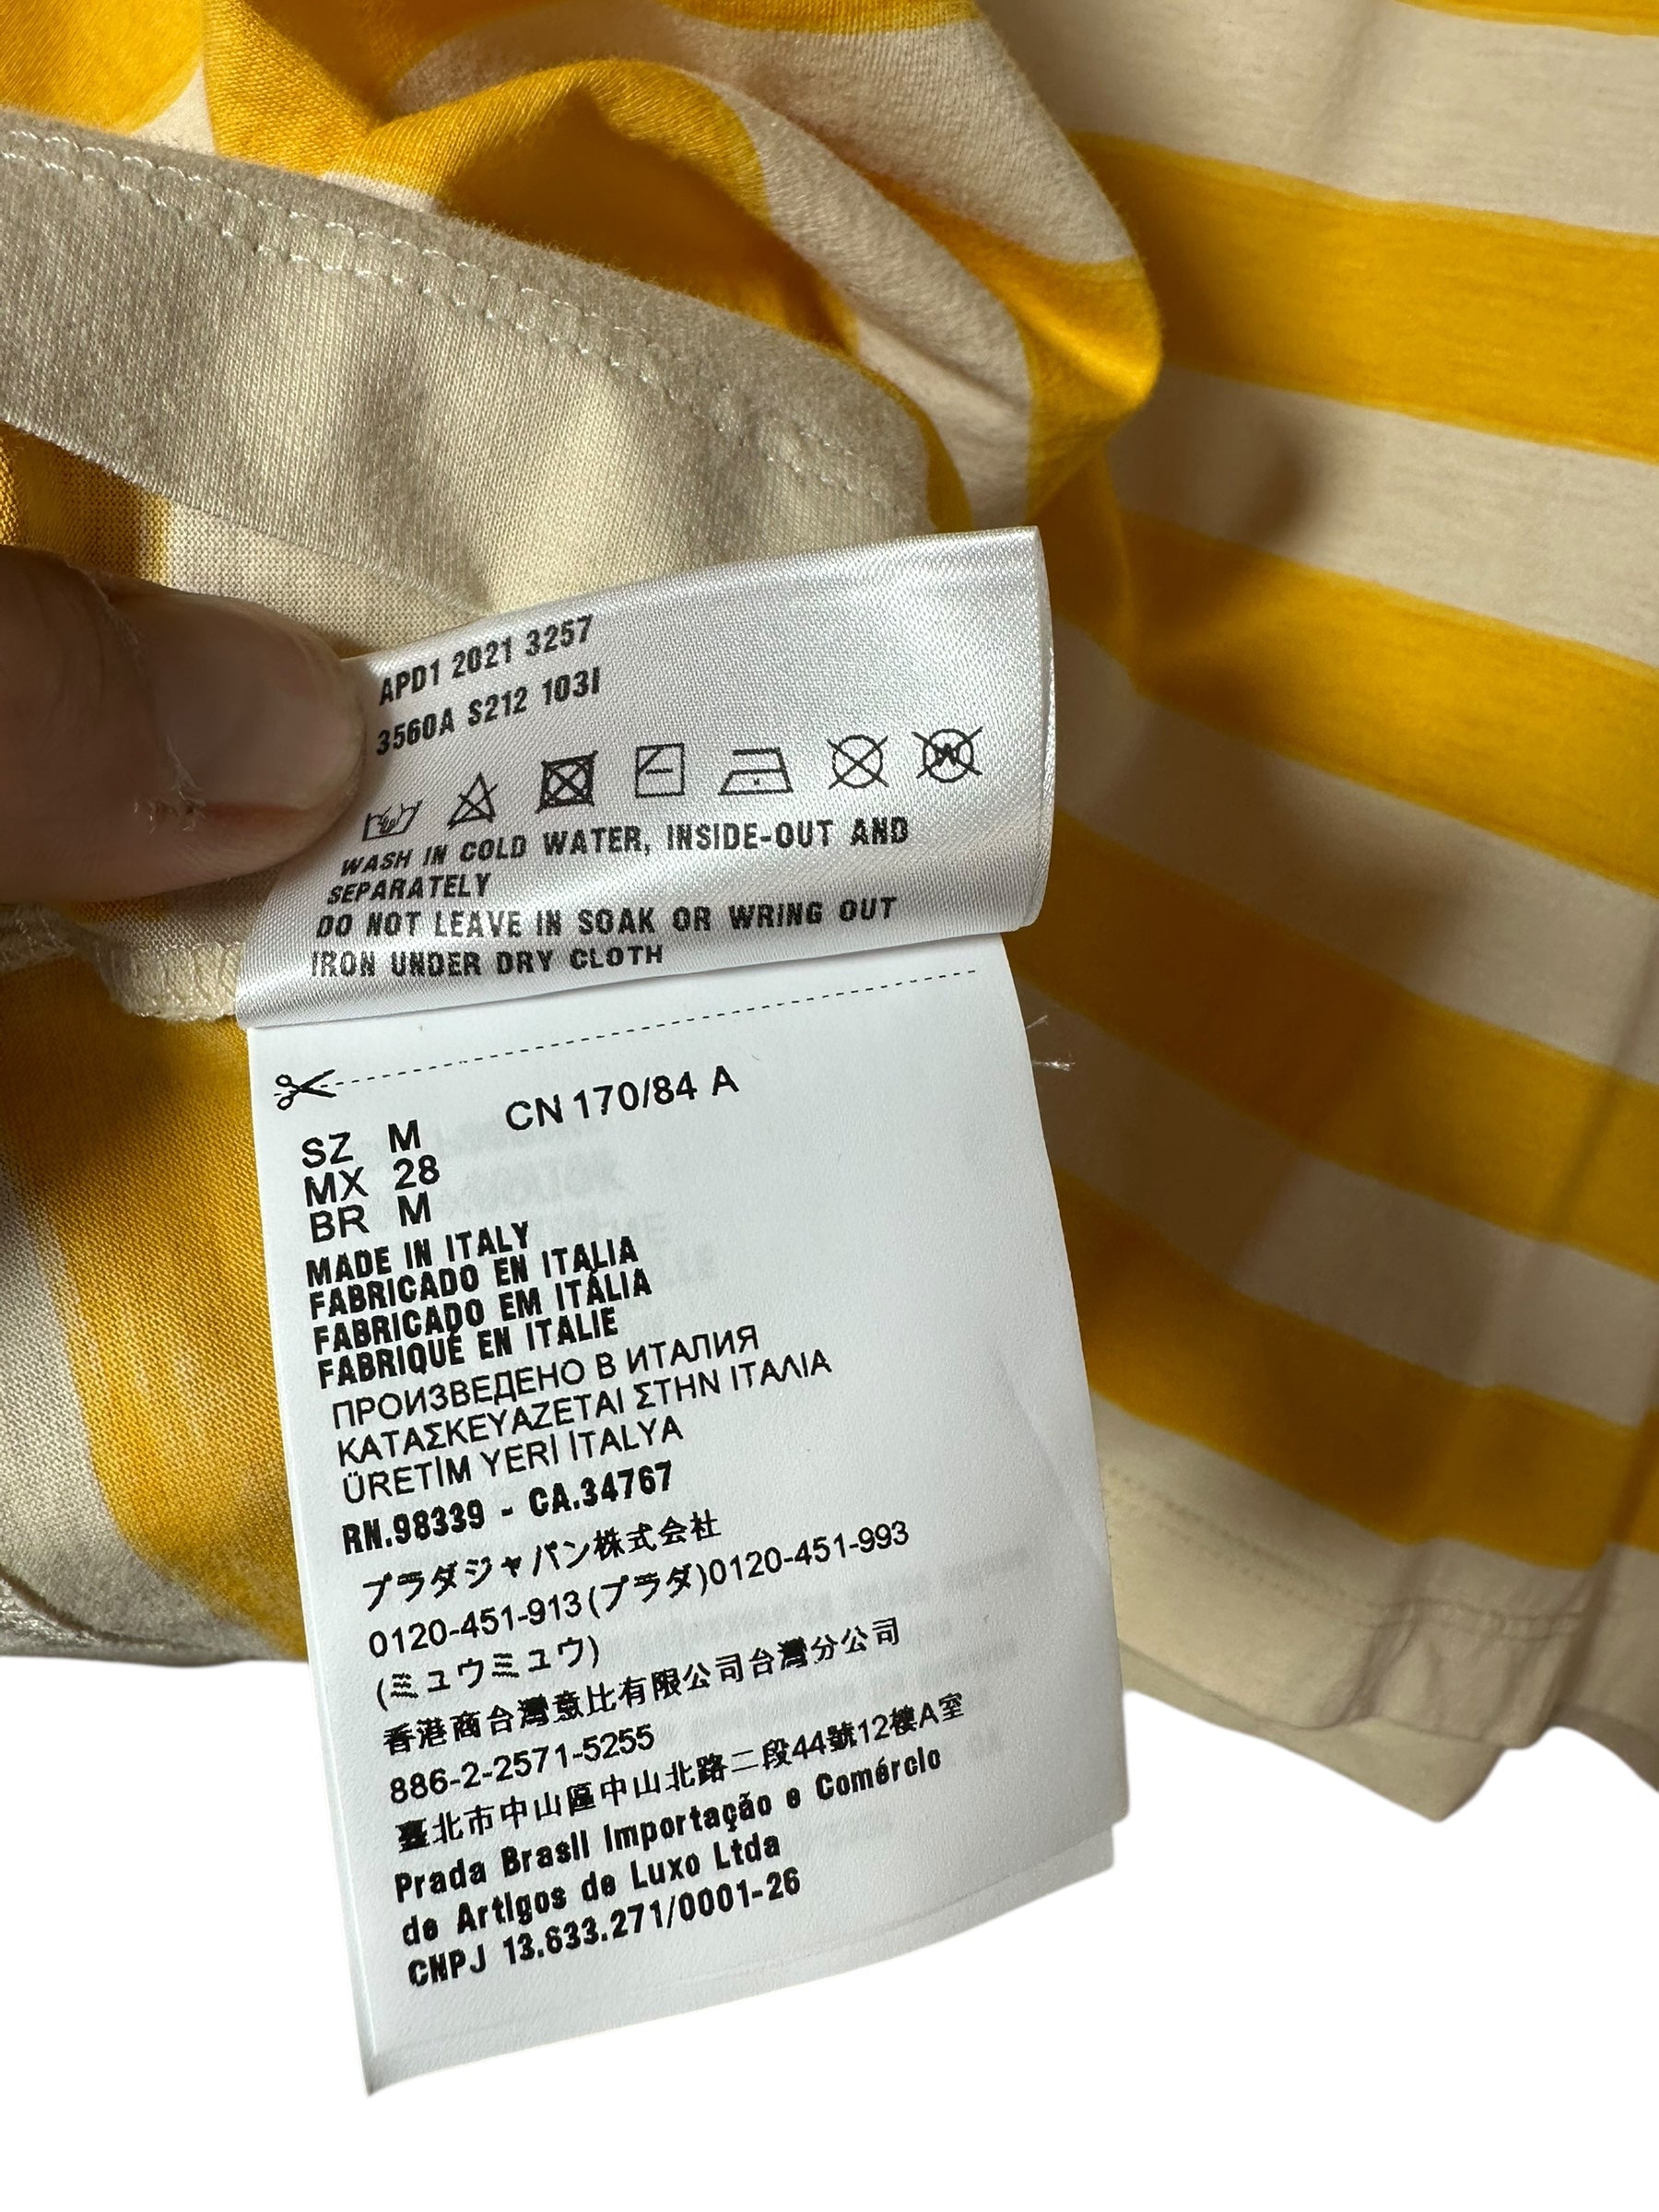 APD1 2021 3257
3560A S212 103I
WASH IN COLD WATER, INSIDE-OUT AND
SEPARATELY
DO NOT LEAVE IN SOAK OR WRING OUT
IRON UNDER DRY CLOTH
SZ M CN 170/84 A
MX 28
BR M
MADE IN ITALY
FABRICADO EN ITALIA
FABRICADO EM ITÁLIA
FABRIQUÉ EN ITALIE
ПРОИЗВЕДЕНО В ИТАЛИЯ
ΚΑΤΑΣΚΕΥΑΖΕΤΑΙ ΣΤΗΝ ΙΤΑΛΙΑ
ÜRETİM YERİ İTALYA
RN.98339 - CA.34767
プラダジャパン株式会社
0120-451-913(プラダ)0120-451-993
(ミュウミュウ)
香港商台灣意比有限公司台灣分公司
886-2-2571-5255
臺北市中山區中山北路二段44號12樓A室
Prada Brasil Importação e Comércio
de Artigos de Luxo Ltda
CNPJ 13.633.271/0001-26